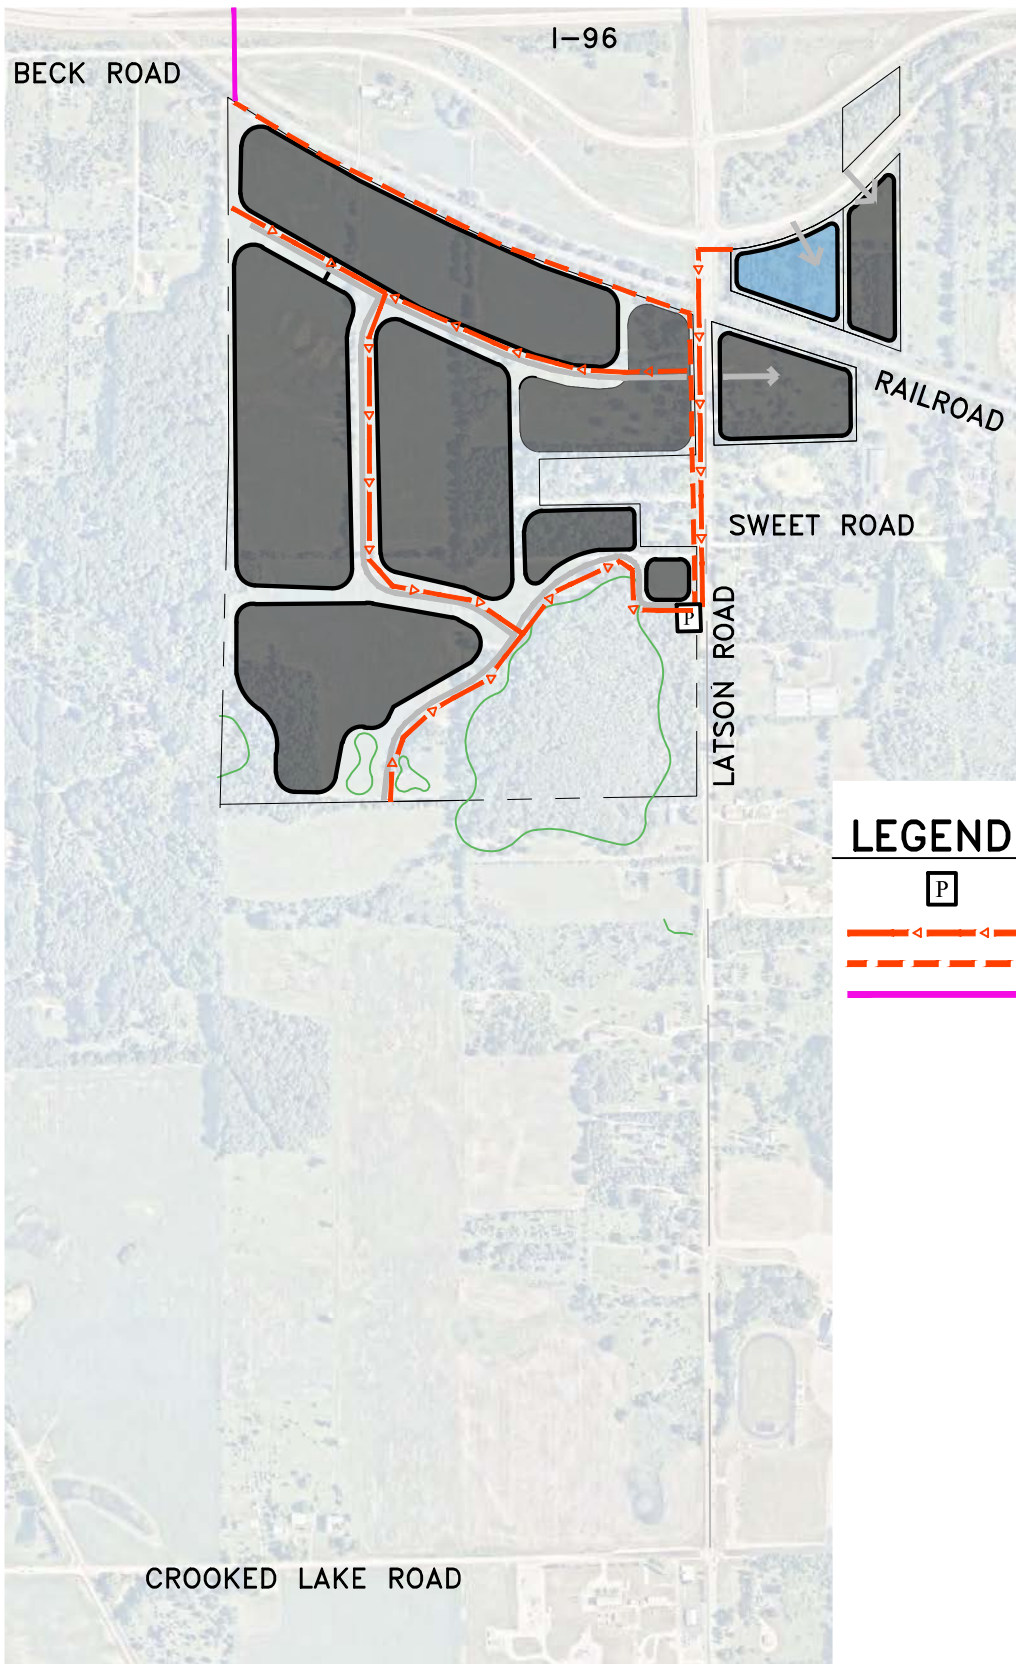 I-96
BECK ROAD
RAILROAD
SWEET ROAD
P
LATSON ROAD
LEGEND
P
CROOKED LAKE ROAD